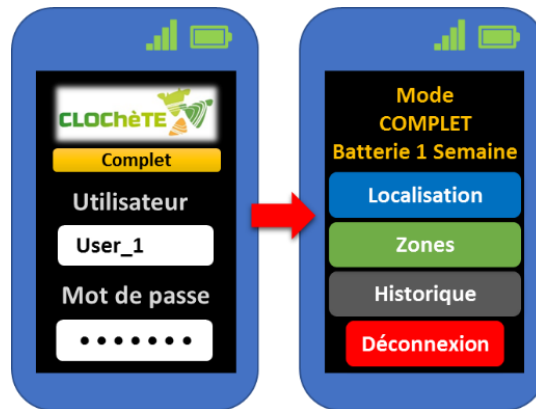 CLOCHèTE
Complet
Utilisateur
User_1
Mot de passe
•••••••
Mode
COMPLET
Batterie 1 Semaine
Localisation
Zones
Historique
Déconnexion